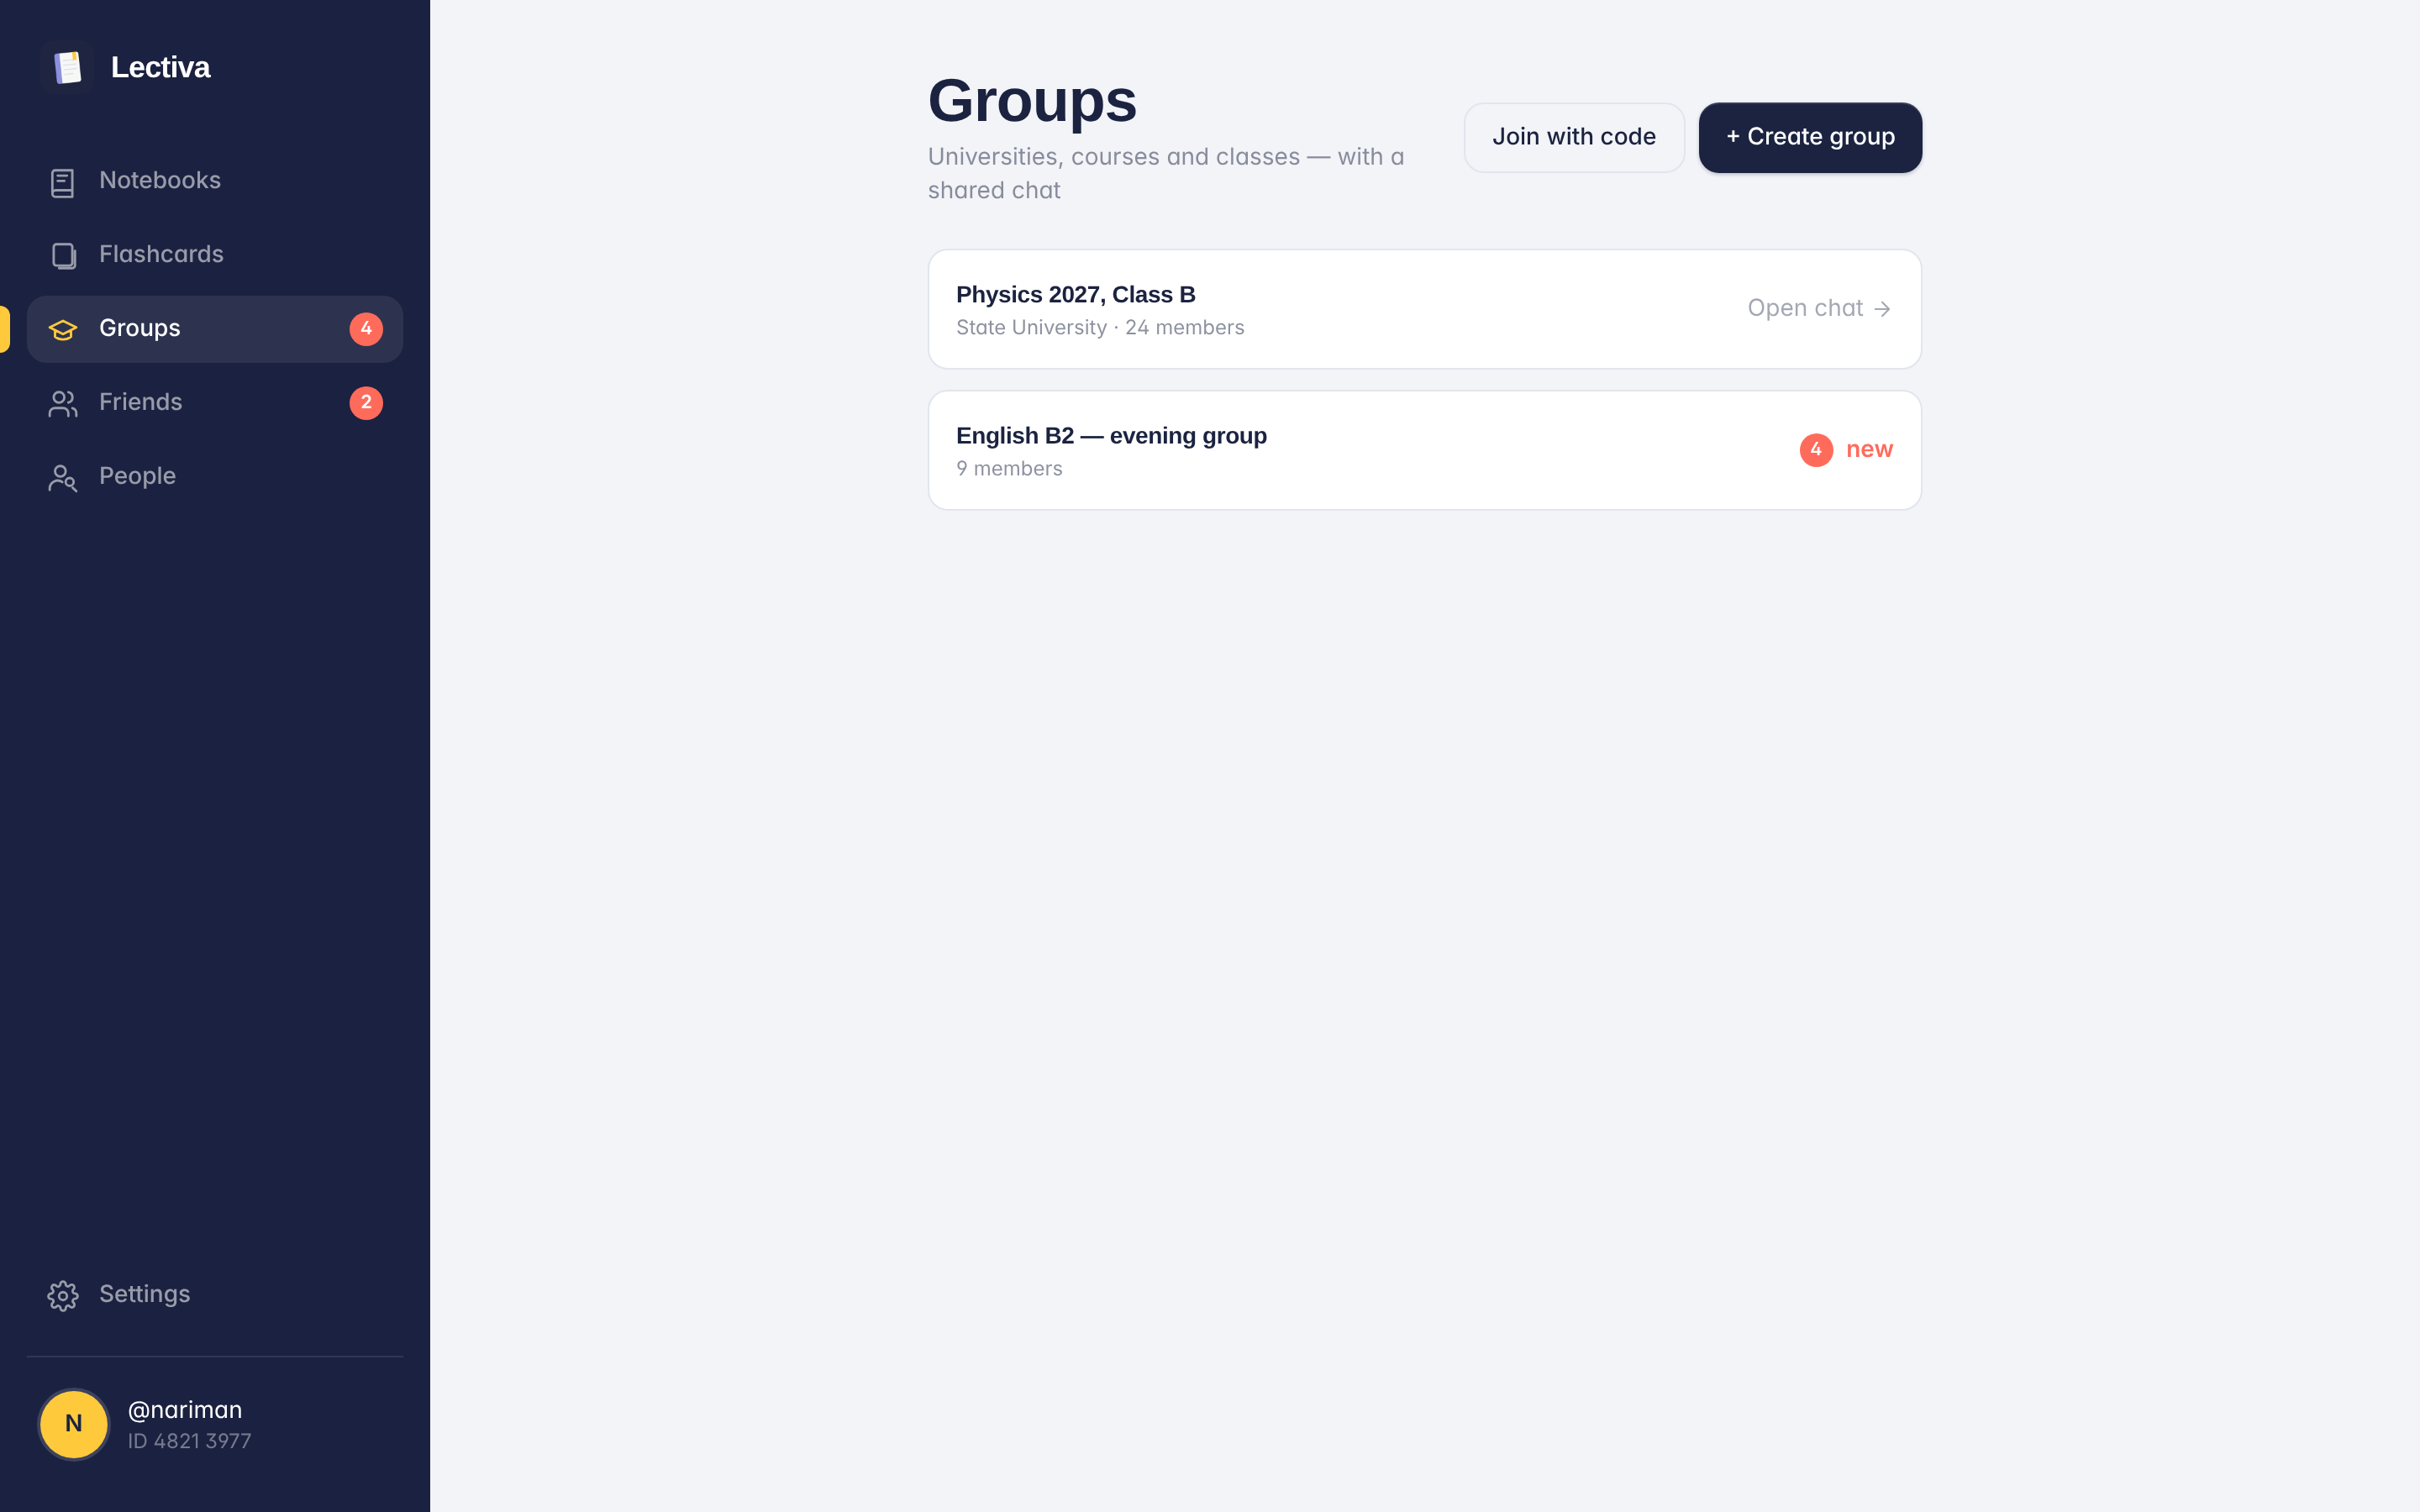 Lectiva
Notebooks
Flashcards
Groups 4
Friends 2
People
Settings
N
@nariman
ID 4821 3977
Groups
Universities, courses and classes — with a
shared chat
Join with code
+ Create group
Physics 2027, Class B
State University · 24 members
Open chat →
English B2 — evening group
9 members
4 new